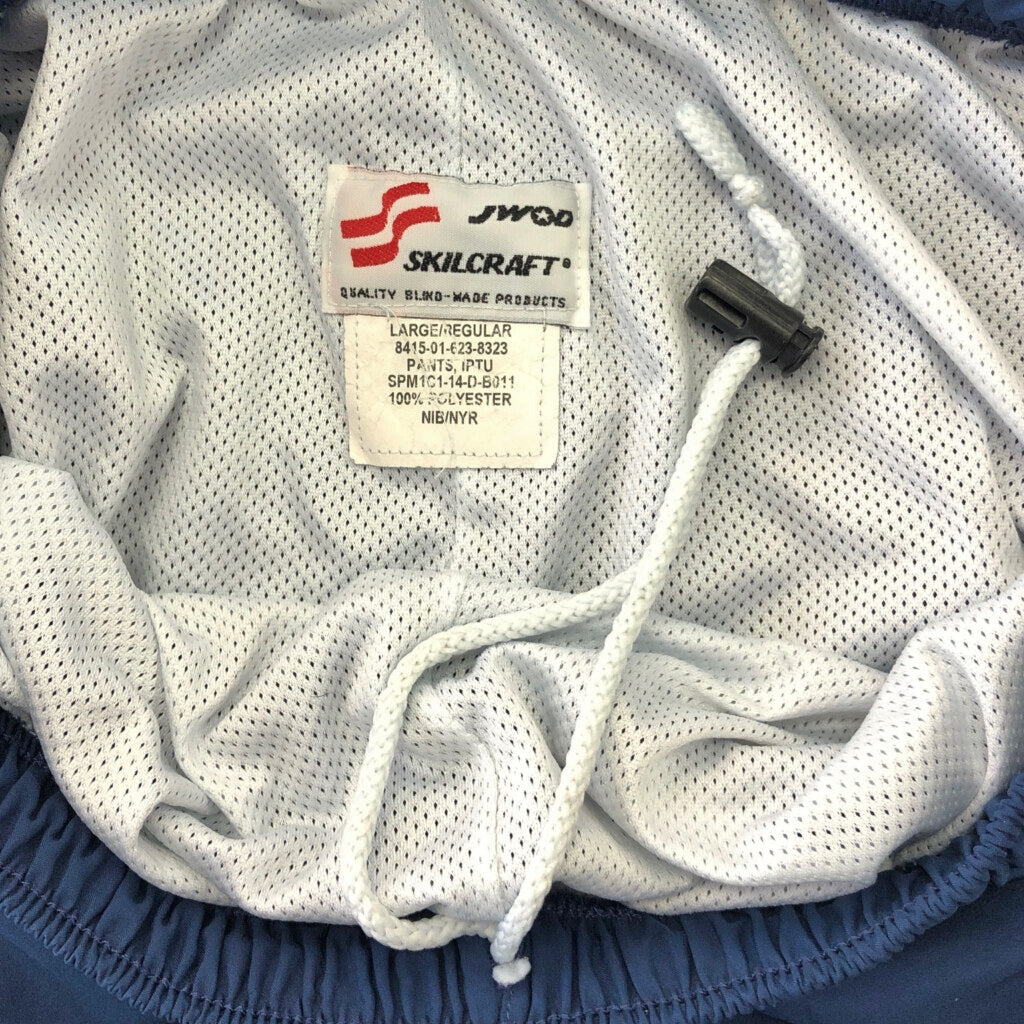 JWOD
SKILCRAFT®
QUALITY BLIND-MADE PRODUCTS
LARGE/REGULAR
8415-01-623-8323
PANTS, IPTU
SPM1C1-14-D-B011
100% POLYESTER
NIB/NYR